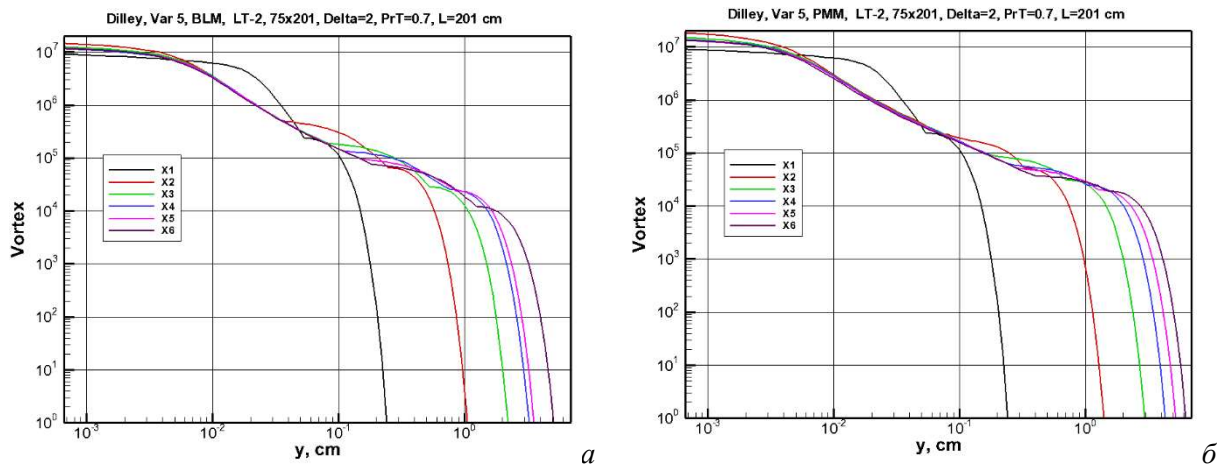 Dilley, Var 5, BLM, LT-2, 75x201, Delta=2, PrT=0.7, L=201 cm
Vortex
10^7
10^6
10^5
10^4
10^3
10^2
10^1
10^0
X1
X2
X3
X4
X5
X6
10^-3
10^-2
10^-1
10^0
y, cm
а
Dilley, Var 5, PMM, LT-2, 75x201, Delta=2, PrT=0.7, L=201 cm
Vortex
10^7
10^6
10^5
10^4
10^3
10^2
10^1
10^0
X1
X2
X3
X4
X5
X6
10^-3
10^-2
10^-1
10^0
y, cm
б